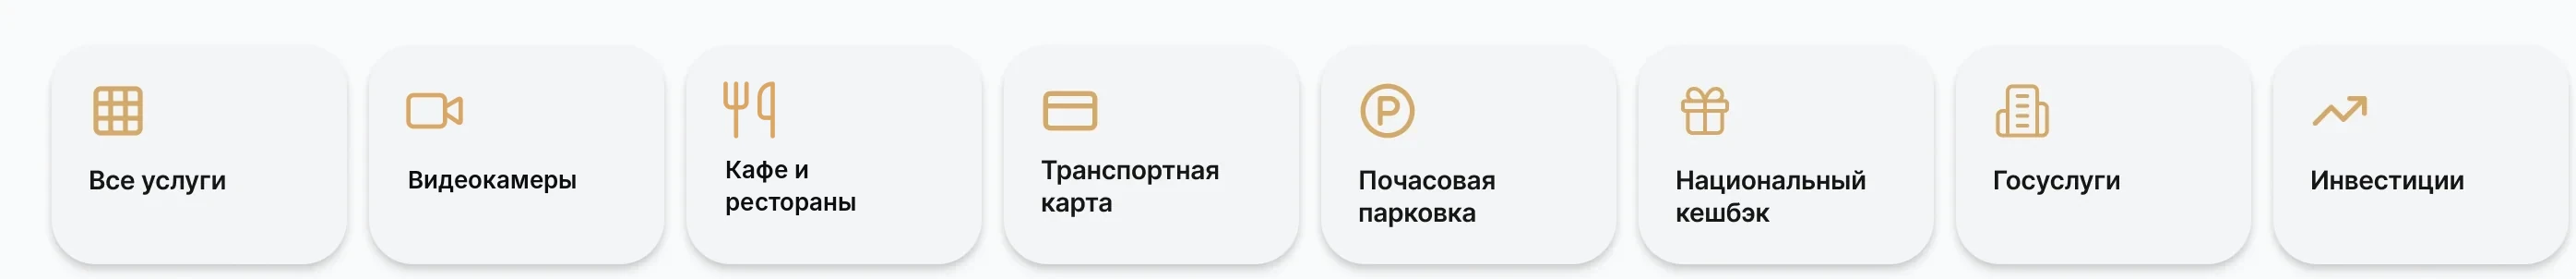 Все услуги
Видеокамеры
Кафе и
рестораны
Транспортная
карта
Почасовая
парковка
Национальный
кешбэк
Госуслуги
Инвестиции